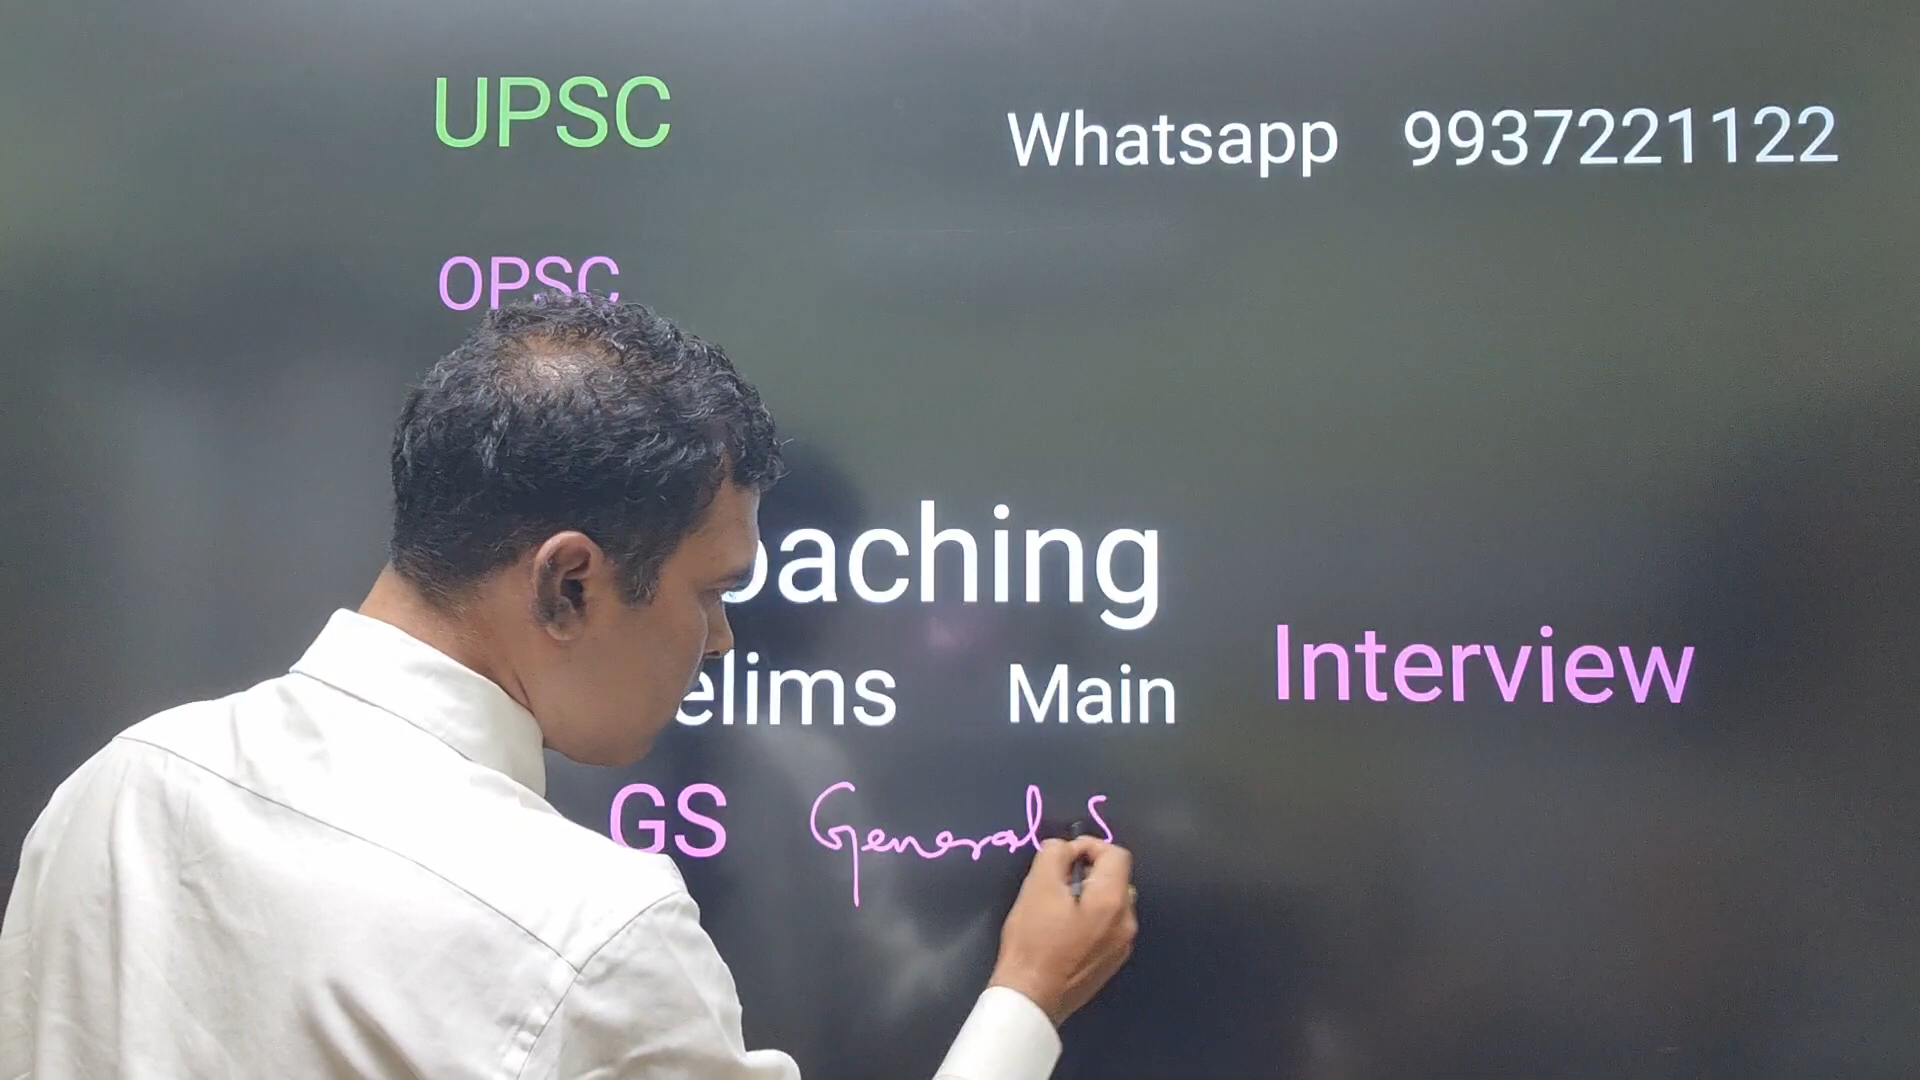 UPSC
Whatsapp 9937221122
OPSC
oaching
elims Main Interview
GS General S